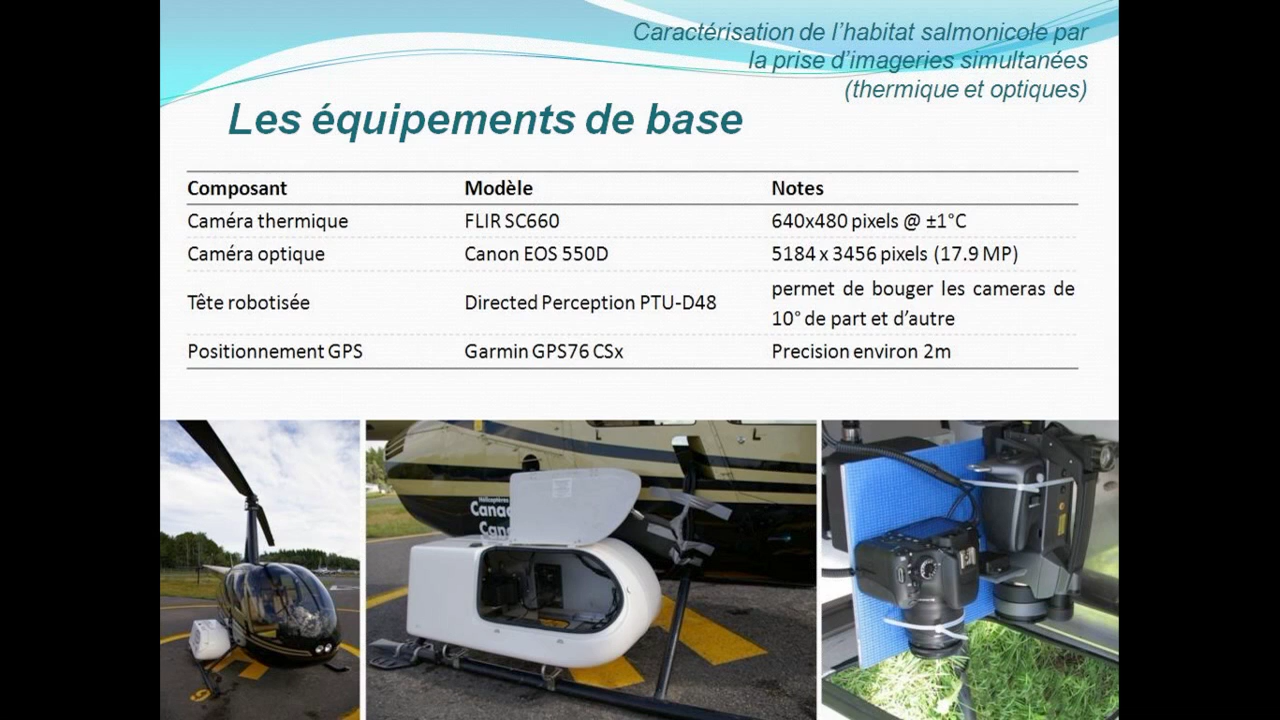 Caractérisation de l’habitat salmonicole par
la prise d’imageries simultanées
(thermique et optiques)
Les équipements de base
Composant Modèle Notes
Caméra thermique FLIR SC660 640x480 pixels @ ±1°C
Caméra optique Canon EOS 550D 5184 x 3456 pixels (17.9 MP)
Tête robotisée Directed Perception PTU-D48 permet de bouger les cameras de
10° de part et d’autre
Positionnement GPS Garmin GPS76 CSx Precision environ 2m
Hélicoptères
Canad
Cana